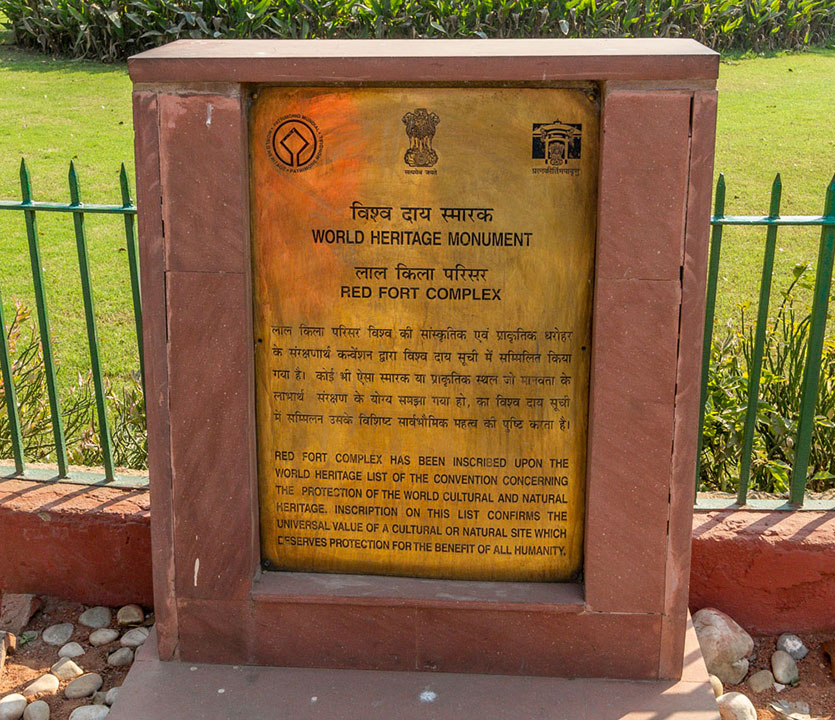 सत्यमेव जयते
प्रत्नकीर्तिमपावृणु
विश्व दाय स्मारक
WORLD HERITAGE MONUMENT
लाल किला परिसर
RED FORT COMPLEX
लाल किला परिसर विश्व की सांस्कृतिक एवं प्राकृतिक धरोहर
के संरक्षणार्थ कन्वेंशन द्वारा विश्व दाय सूची में सम्मिलित किया
गया है। कोई भी ऐसा स्मारक या प्राकृतिक स्थल जो मानवता के
लाभार्थ संरक्षण के योग्य समझा गया हो, का विश्व दाय सूची
में सम्मिलन उसके विशिष्ट सार्वभौमिक महत्व की पुष्टि करता है।
RED FORT COMPLEX HAS BEEN INSCRIBED UPON THE
WORLD HERITAGE LIST OF THE CONVENTION CONCERNING
THE PROTECTION OF THE WORLD CULTURAL AND NATURAL
HERITAGE. INSCRIPTION ON THIS LIST CONFIRMS THE
UNIVERSAL VALUE OF A CULTURAL OR NATURAL SITE WHICH
DESERVES PROTECTION FOR THE BENEFIT OF ALL HUMANITY.